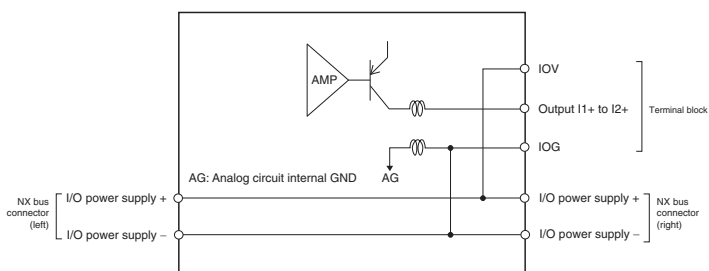 AMP
IOV
Output I1+ to I2+
Terminal block
IOG
AG: Analog circuit internal GND
AG
NX bus
connector
(left)
I/O power supply +
I/O power supply −
I/O power supply +
I/O power supply −
NX bus
connector
(right)